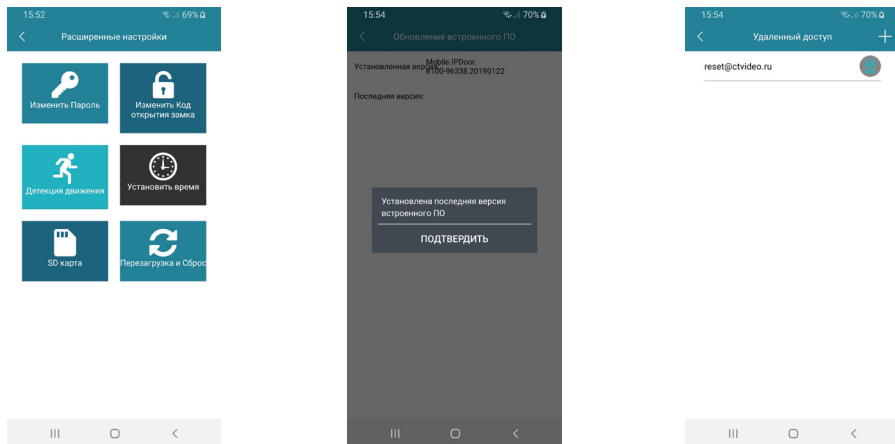 15:52
69%
Расширенные настройки
Изменить Пароль
Изменить Код
открытия замка
Детекция движения
Установить время
SD карта
Перезагрузка и Сброс
15:54
70%
Обновление встроенного ПО
Установленная версия:
Mobile.IPDoor.
8100-96338.20190122
Последняя версия:
Установлена последняя версия
встроенного ПО
ПОДТВЕРДИТЬ
15:54
70%
Удаленный доступ
reset@ctvideo.ru